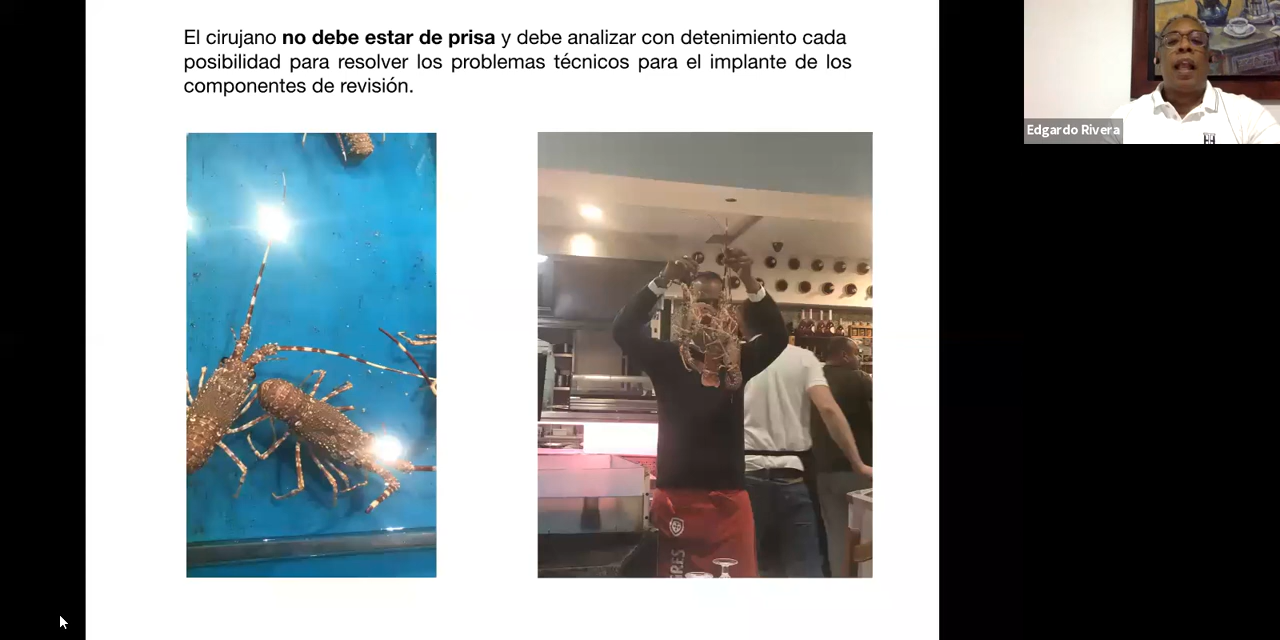 El cirujano no debe estar de prisa y debe analizar con detenimiento cada
posibilidad para resolver los problemas técnicos para el implante de los
componentes de revisión.
Edgardo Rivera
GRES